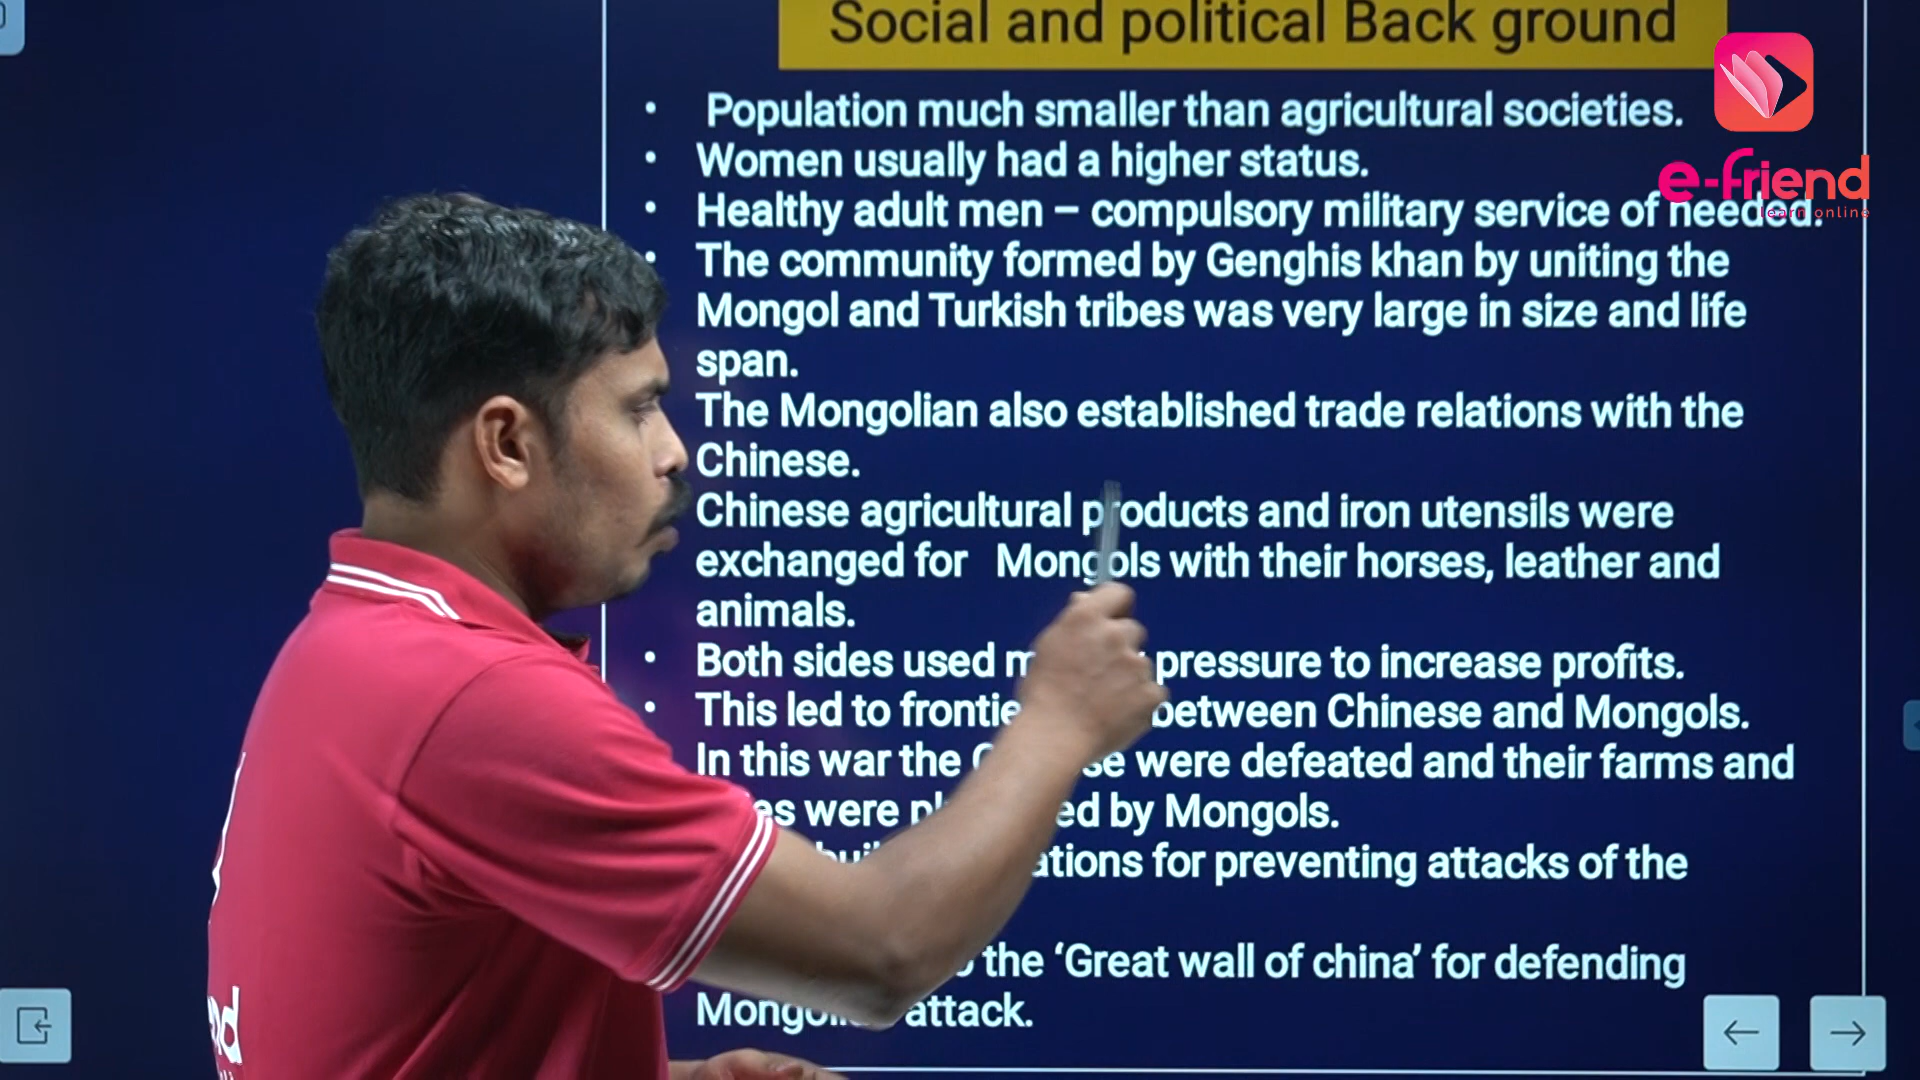 Social and political Back ground
• Population much smaller than agricultural societies.
• Women usually had a higher status.
• Healthy adult men – compulsory military service of needed.
• The community formed by Genghis khan by uniting the
Mongol and Turkish tribes was very large in size and life
span.
The Mongolian also established trade relations with the
Chinese.
Chinese agricultural products and iron utensils were
exchanged for Mongols with their horses, leather and
animals.
• Both sides used pressure to increase profits.
• This led to between Chinese and Mongols.
In this war the were defeated and their farms and
were by Mongols.
for preventing attacks of the
the ‘Great wall of china’ for defending
attack.
e-friend
learn online